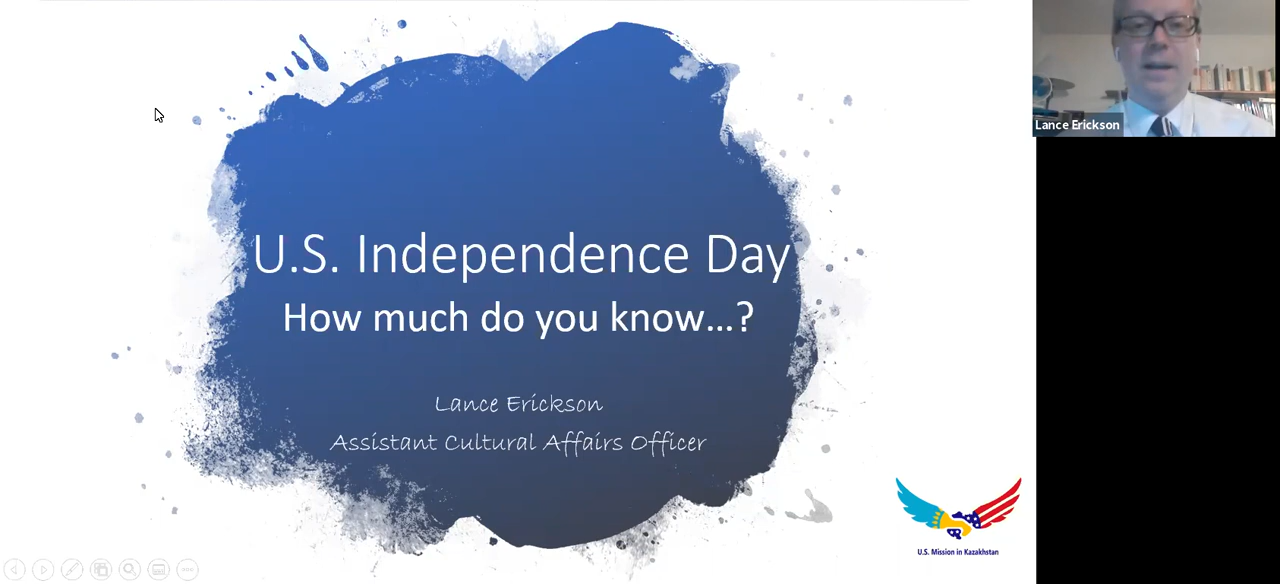 U.S. Independence Day
How much do you know...?
Lance Erickson
Assistant Cultural Affairs Officer
U.S. Mission in Kazakhstan
Lance Erickson